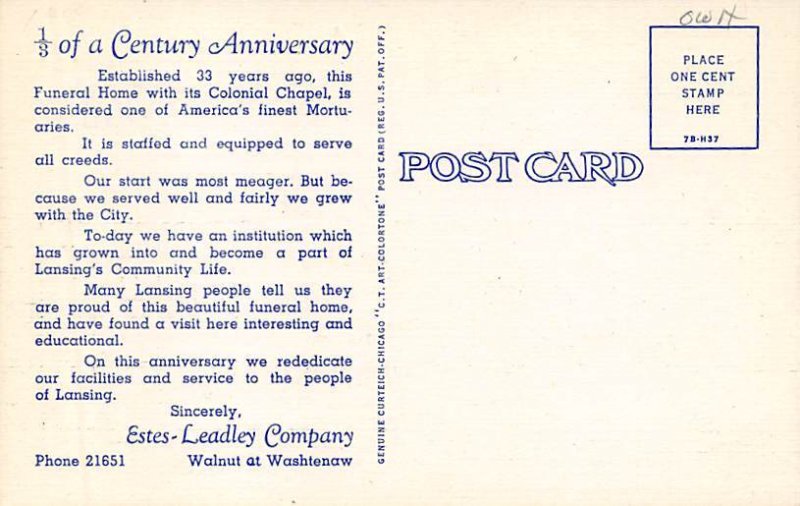 1/3 of a Century Anniversary
Established 33 years ago, this
Funeral Home with its Colonial Chapel, is
considered one of America's finest Mortu-
aries.
It is staffed and equipped to serve
all creeds.
Our start was most meager. But be-
cause we served well and fairly we grew
with the City.
To-day we have an institution which
has grown into and become a part of
Lansing's Community Life.
Many Lansing people tell us they
are proud of this beautiful funeral home,
and have found a visit here interesting and
educational.
On this anniversary we rededicate
our facilities and service to the people
of Lansing.
Sincerely,
Estes-Leadley Company
Phone 21651 Walnut at Washtenaw
GENUINE CURTEICH-CHICAGO "C.T. ART-COLORTONE" POST CARD (REG. U.S. PAT. OFF.)
POST CARD
PLACE
ONE CENT
STAMP
HERE
7B-H37